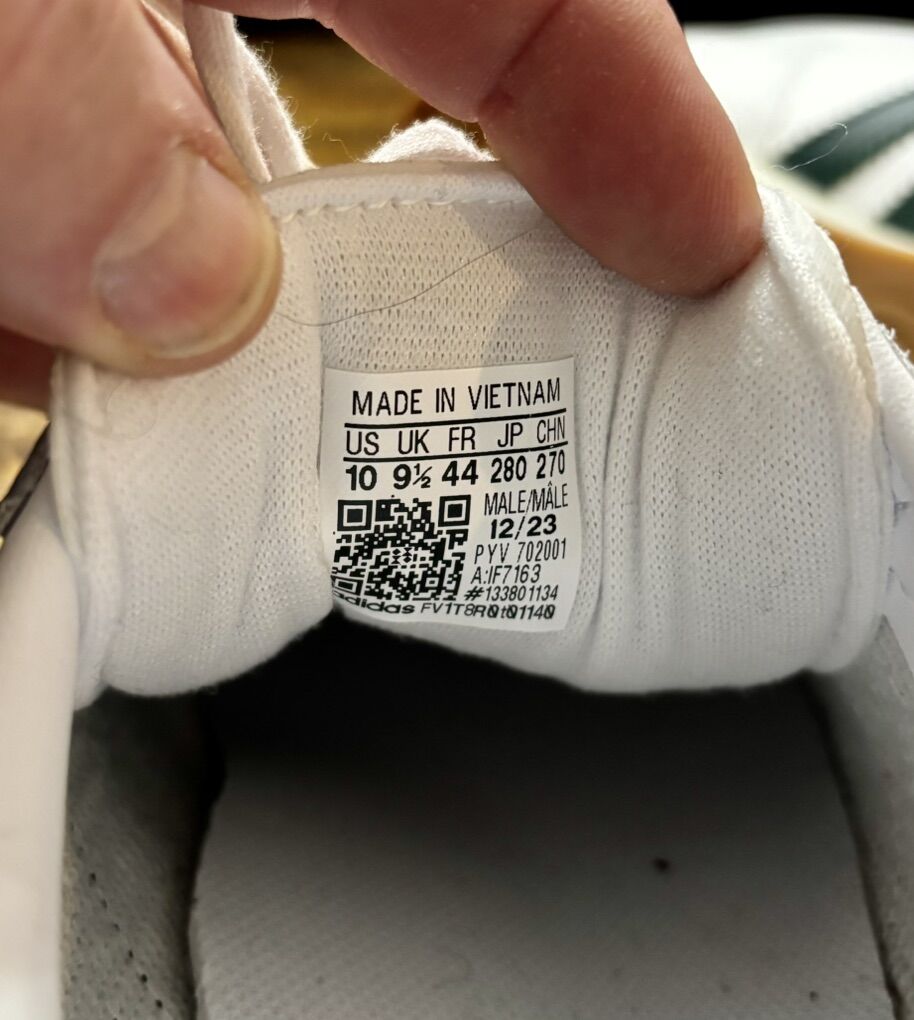 MADE IN VIETNAM
US UK FR JP CHN
10 9½ 44 280 270
MALE/MÂLE
12/23
PYV 702001
A:IF7163
#133801134
adidas FV1T8R0t01140